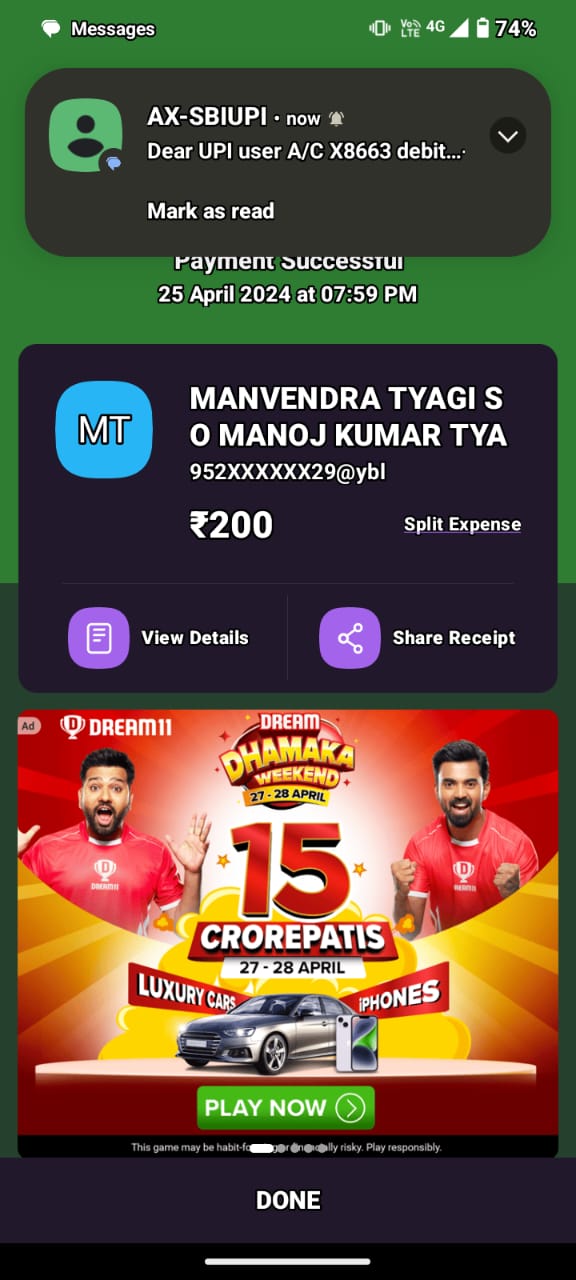 Messages
Vo LTE 4G 74%
AX-SBIUPI • now
Dear UPI user A/C X8663 debit...
Mark as read
Payment Successful
25 April 2024 at 07:59 PM
MT
MANVENDRA TYAGI S
O MANOJ KUMAR TYA
952XXXXXX29@ybl
₹200
Split Expense
View Details
Share Receipt
Ad
DREAM11
DREAM
DHAMAKA
WEEKEND
27 - 28 APRIL
15
CROREPATIS
27 - 28 APRIL
LUXURY CARS
iPHONES
DREAM11
DREAM11
PLAY NOW
This game may be habit-fo ally risky. Play responsibly.
DONE